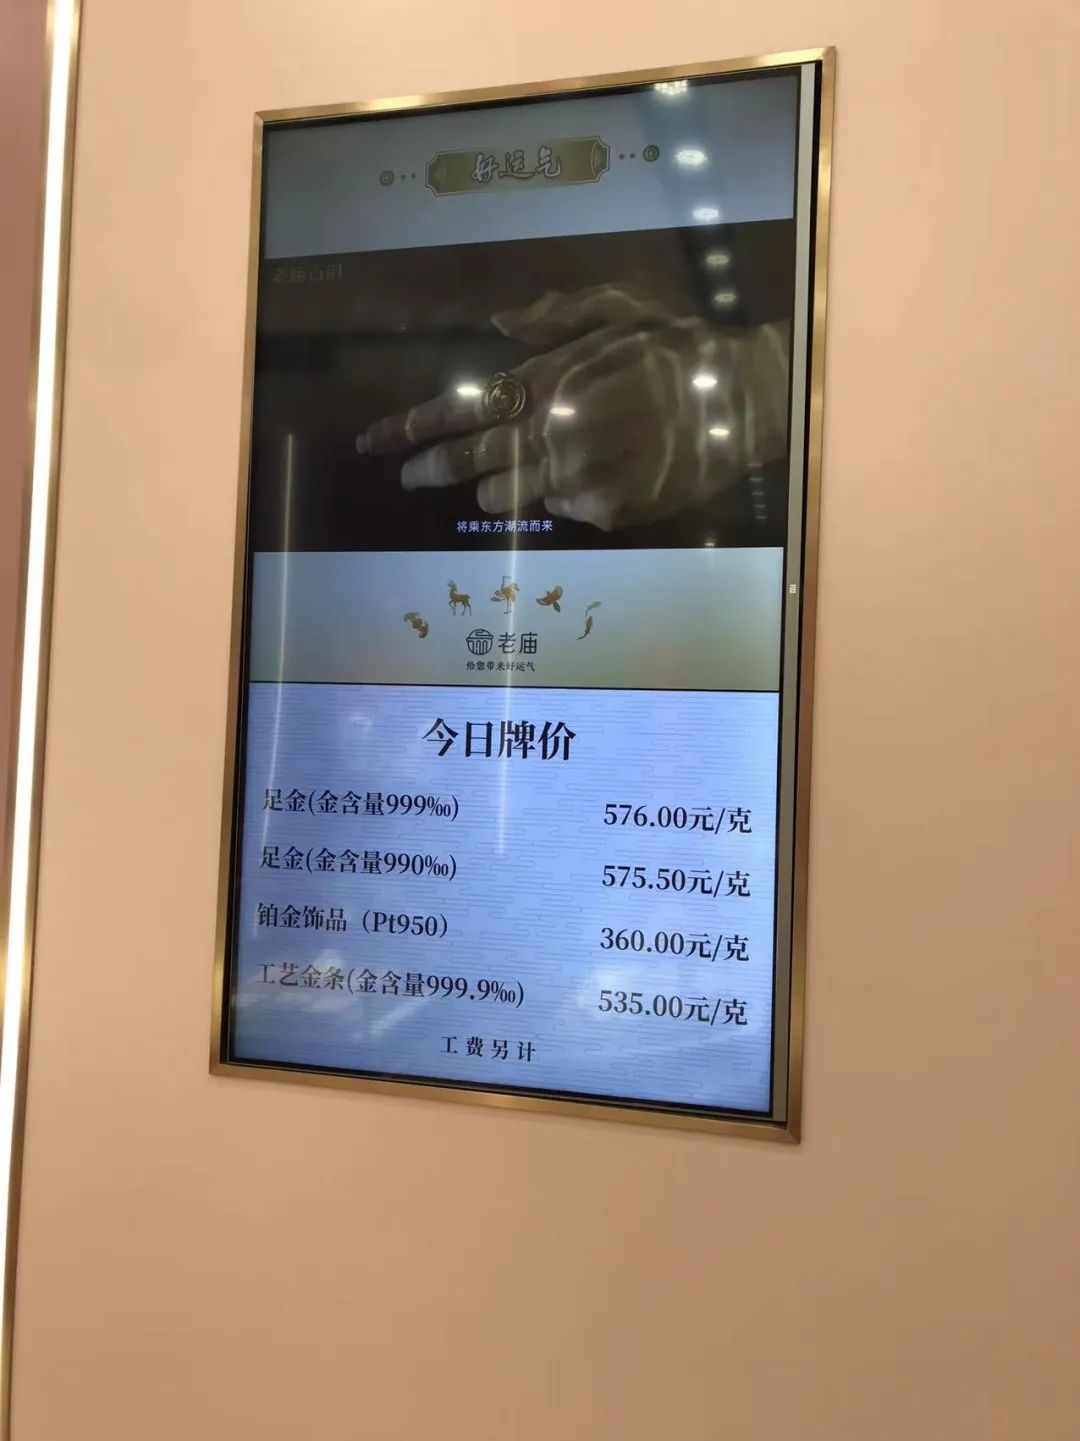 好运气
老庙古韵
将乘东方潮流而来
老庙
给您带来好运气
今日牌价
足金(金含量999‰) 576.00元/克
足金(金含量990‰) 575.50元/克
铂金饰品（Pt950） 360.00元/克
工艺金条(金含量999.9‰) 535.00元/克
工费另计